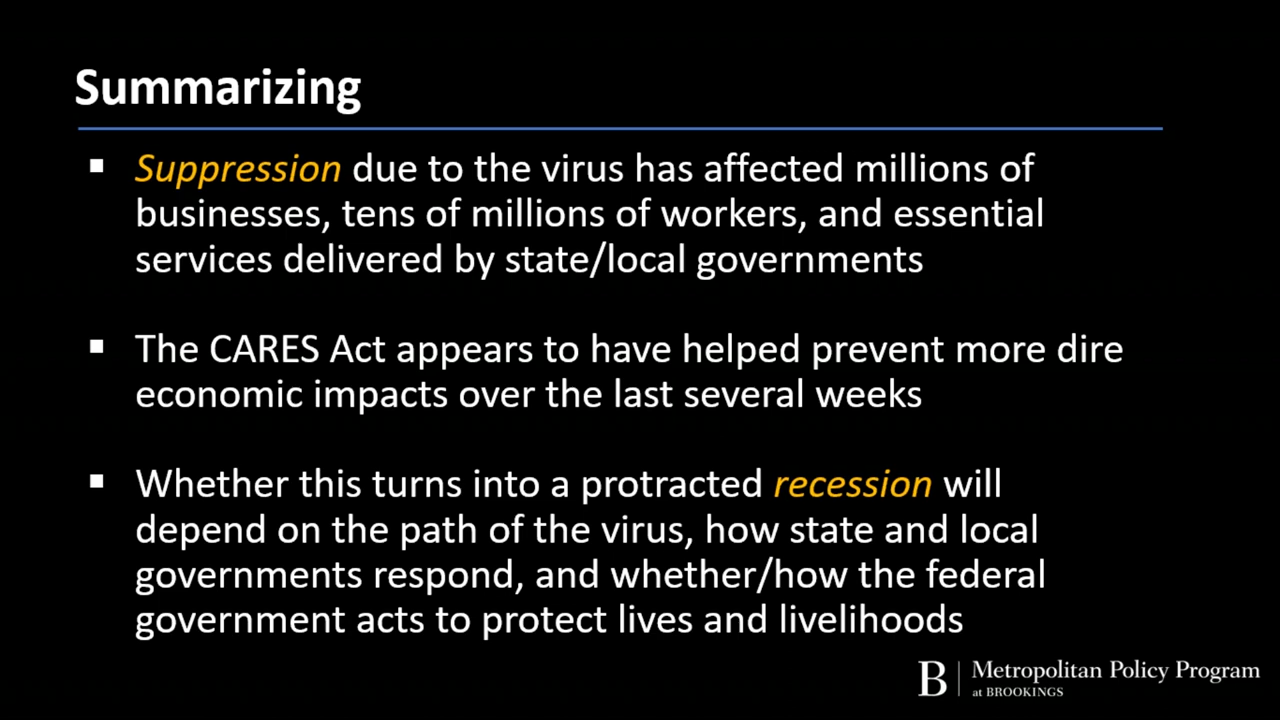 Summarizing
▪ Suppression due to the virus has affected millions of
businesses, tens of millions of workers, and essential
services delivered by state/local governments
▪ The CARES Act appears to have helped prevent more dire
economic impacts over the last several weeks
▪ Whether this turns into a protracted recession will
depend on the path of the virus, how state and local
governments respond, and whether/how the federal
government acts to protect lives and livelihoods
B | Metropolitan Policy Program
at BROOKINGS